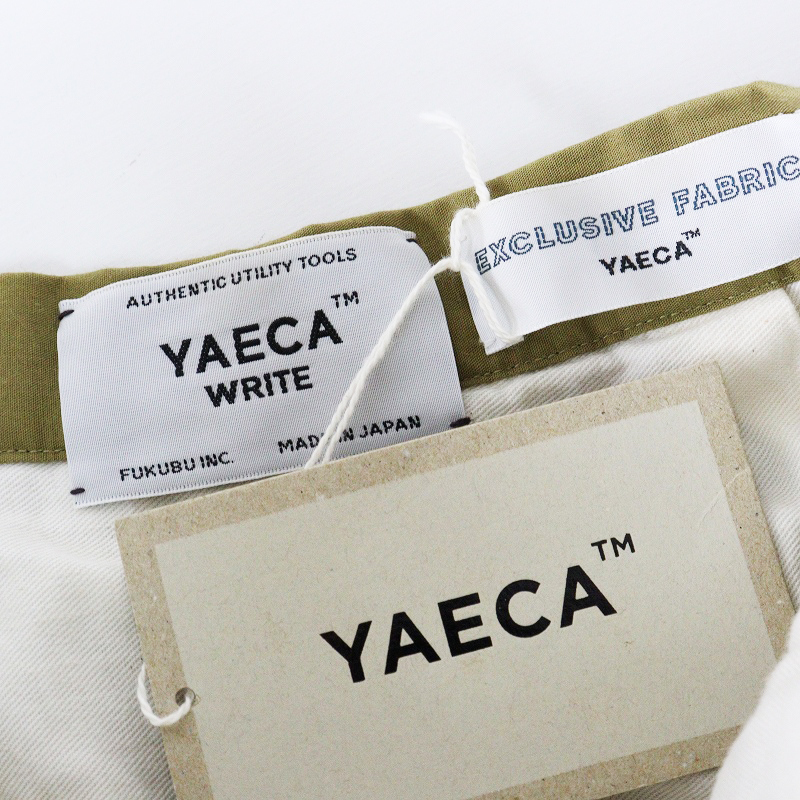 AUTHENTIC UTILITY TOOLS
YAECA™
WRITE
FUKUBU INC. MADE IN JAPAN
EXCLUSIVE FABRIC
YAECA™
YAECA™